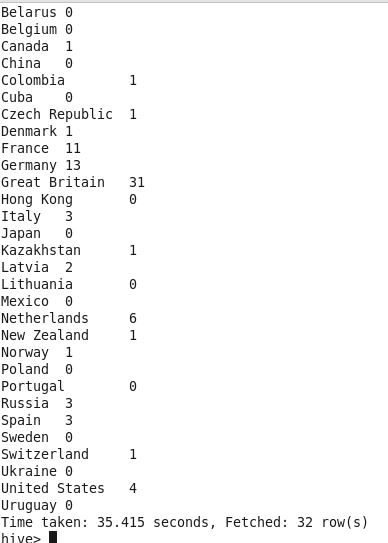 Belarus 0
Belgium 0
Canada 1
China 0
Colombia 1
Cuba 0
Czech Republic 1
Denmark 1
France 11
Germany 13
Great Britain 31
Hong Kong 0
Italy 3
Japan 0
Kazakhstan 1
Latvia 2
Lithuania 0
Mexico 0
Netherlands 6
New Zealand 1
Norway 1
Poland 0
Portugal 0
Russia 3
Spain 3
Sweden 0
Switzerland 1
Ukraine 0
United States 4
Uruguay 0
Time taken: 35.415 seconds, Fetched: 32 row(s)
hive>